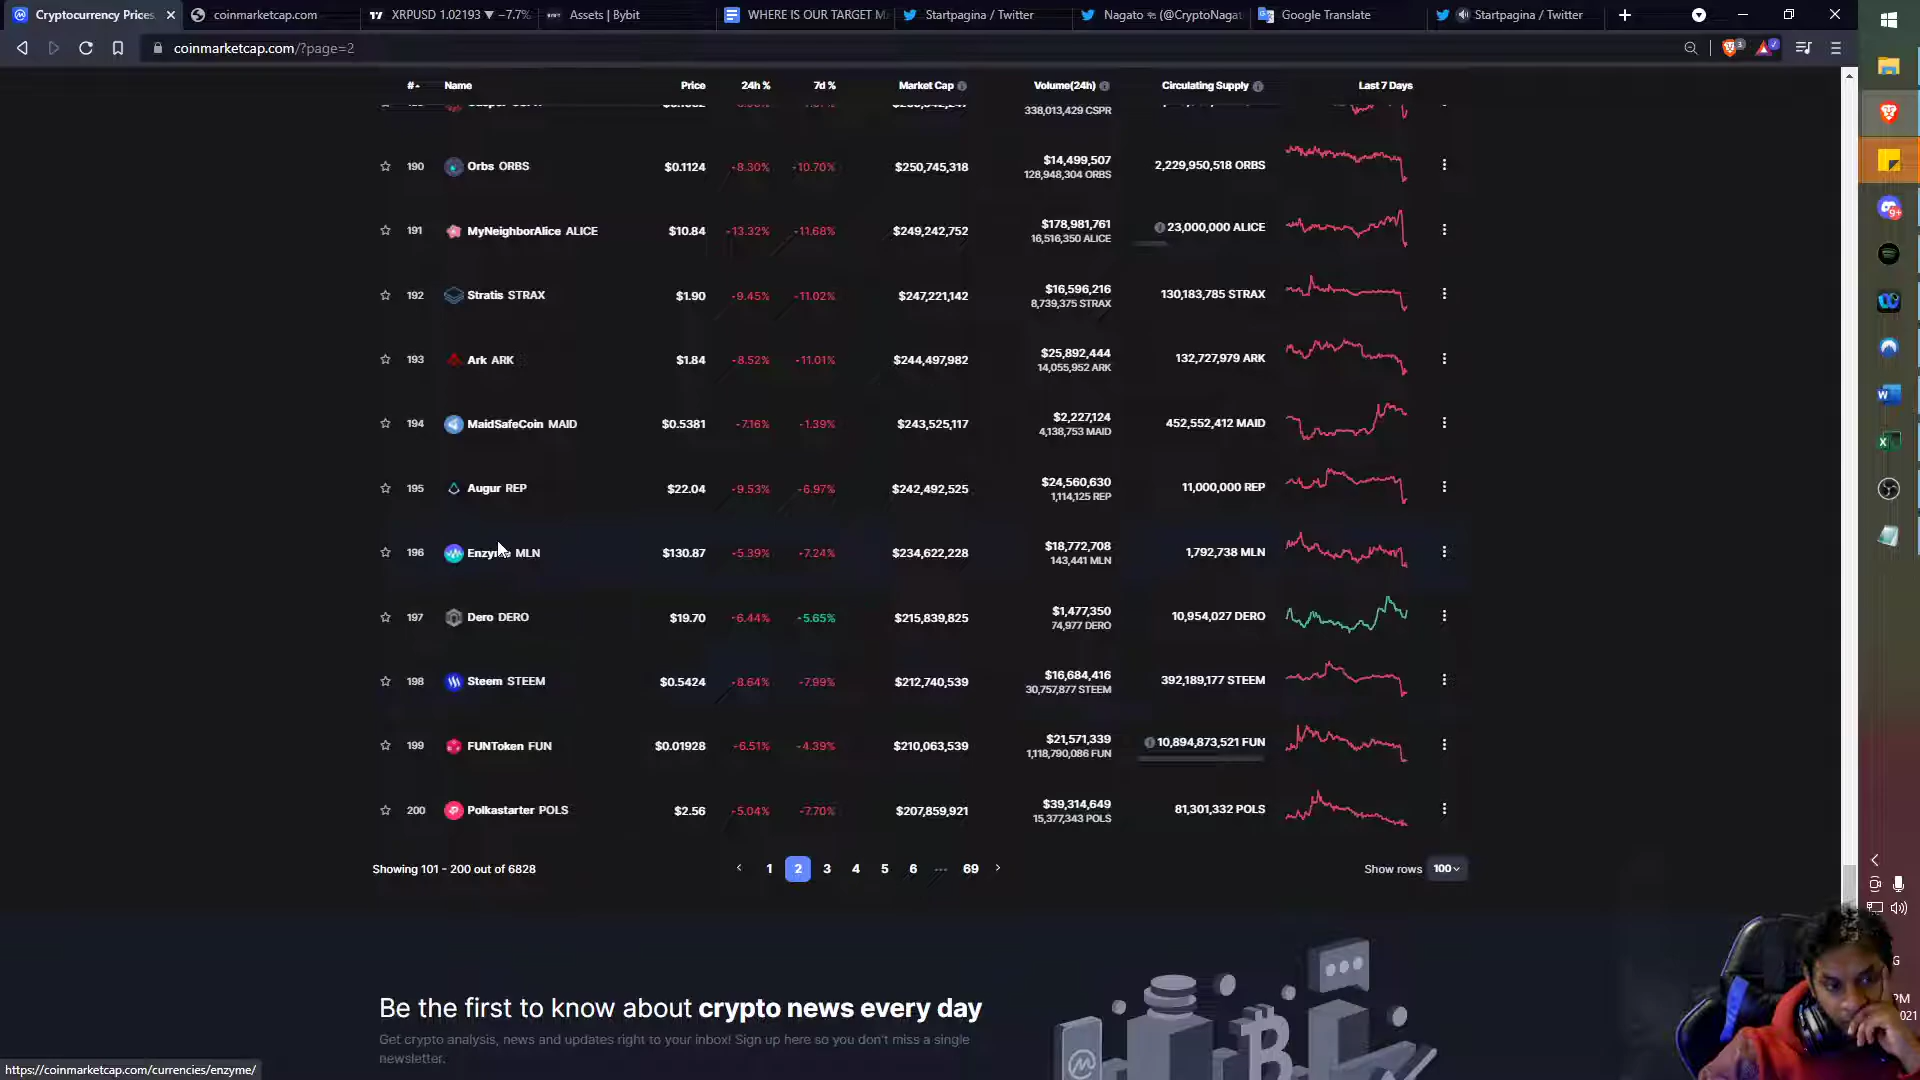 Cryptocurrency Prices,
coinmarketcap.com
XRPUSD 1.02193 ▼ −7.7%
Assets | Bybit
WHERE IS OUR TARGET M
Startpagina / Twitter
Nagato (@CryptoNagat
Google Translate
Startpagina / Twitter
coinmarketcap.com/?page=2
# Name Price 24h % 7d % Market Cap Volume(24h) Circulating Supply Last 7 Days
338,013,429 CSPR
190 Orbs ORBS $0.1124 -8.30% -10.70% $250,745,318 $14,499,507 2,229,950,518 ORBS
128,948,304 ORBS
191 MyNeighborAlice ALICE $10.84 -13.32% -11.68% $249,242,752 $178,981,761 23,000,000 ALICE
16,516,350 ALICE
192 Stratis STRAX $1.90 -9.45% -11.02% $247,221,142 $16,596,216 130,183,785 STRAX
8,739,375 STRAX
193 Ark ARK $1.84 -8.52% -11.01% $244,497,982 $25,892,444 132,727,979 ARK
14,055,952 ARK
194 MaidSafeCoin MAID $0.5381 -7.16% -1.39% $243,525,117 $2,227,124 452,552,412 MAID
4,138,753 MAID
195 Augur REP $22.04 -9.53% -6.97% $242,492,525 $24,560,630 11,000,000 REP
1,114,125 REP
196 MLN $130.87 -5.39% -7.24% $234,622,228 $18,772,708 1,792,738 MLN
143,441 MLN
197 Dero DERO $19.70 -6.44% -5.65% $215,839,825 $1,477,350 10,954,027 DERO
74,977 DERO
198 Steem STEEM $0.5424 -8.64% -7.99% $212,740,539 $16,684,416 392,189,177 STEEM
30,757,877 STEEM
199 FUNToken FUN $0.01928 -6.51% -4.39% $210,063,539 $21,571,339 10,894,873,521 FUN
1,118,790,086 FUN
200 Polkastarter POLS $2.56 -5.04% -7.70% $207,859,921 $39,314,649 81,301,332 POLS
15,377,343 POLS
Showing 101 - 200 out of 6828
1 2 3 4 5 6 ... 69
Show rows 100
Be the first to know about crypto news every day
Get crypto analysis, news and updates right to your inbox! Sign up here so you don't miss a single
newsletter.
https://coinmarketcap.com/currencies/enzyme/